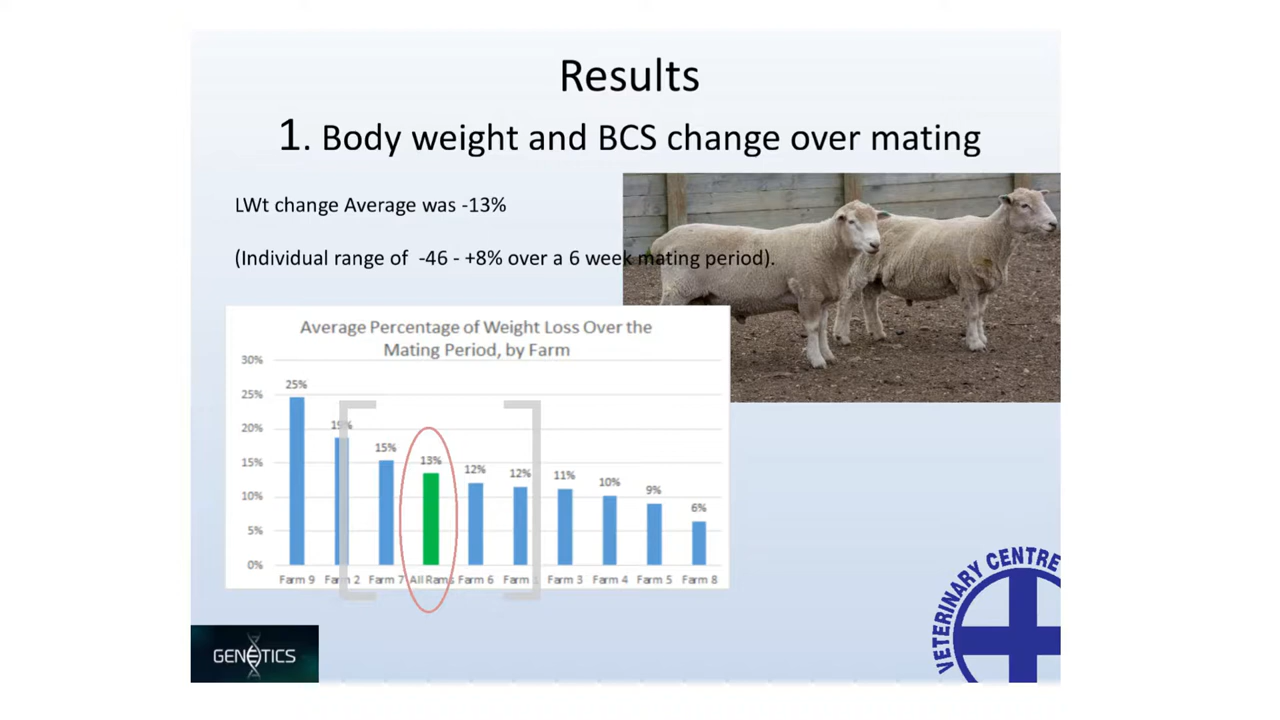 Results
1. Body weight and BCS change over mating
LWt change Average was -13%
(Individual range of -46 - +8% over a 6 week mating period).
Average Percentage of Weight Loss Over the
Mating Period, by Farm
30%
25%
20%
15%
10%
5%
0%
25%
19%
15%
13%
12%
12%
11%
10%
9%
6%
Farm 9 Farm 2 Farm 7 All Rams Farm 6 Farm 1 Farm 3 Farm 4 Farm 5 Farm 8
GENETICS
VETERINARY CENTRE